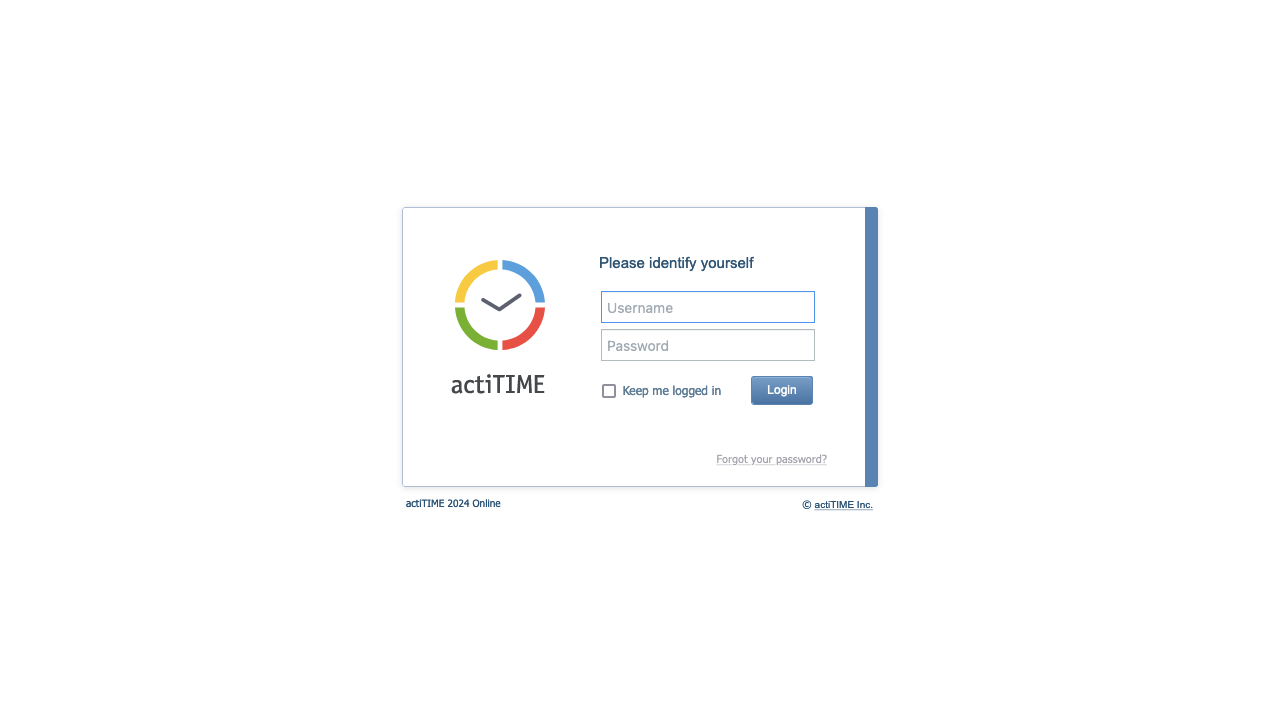 Please identify yourself
Username
Password
actiTIME
Keep me logged in
Login
Forgot your password?
actiTIME 2024 Online
© actiTIME Inc.